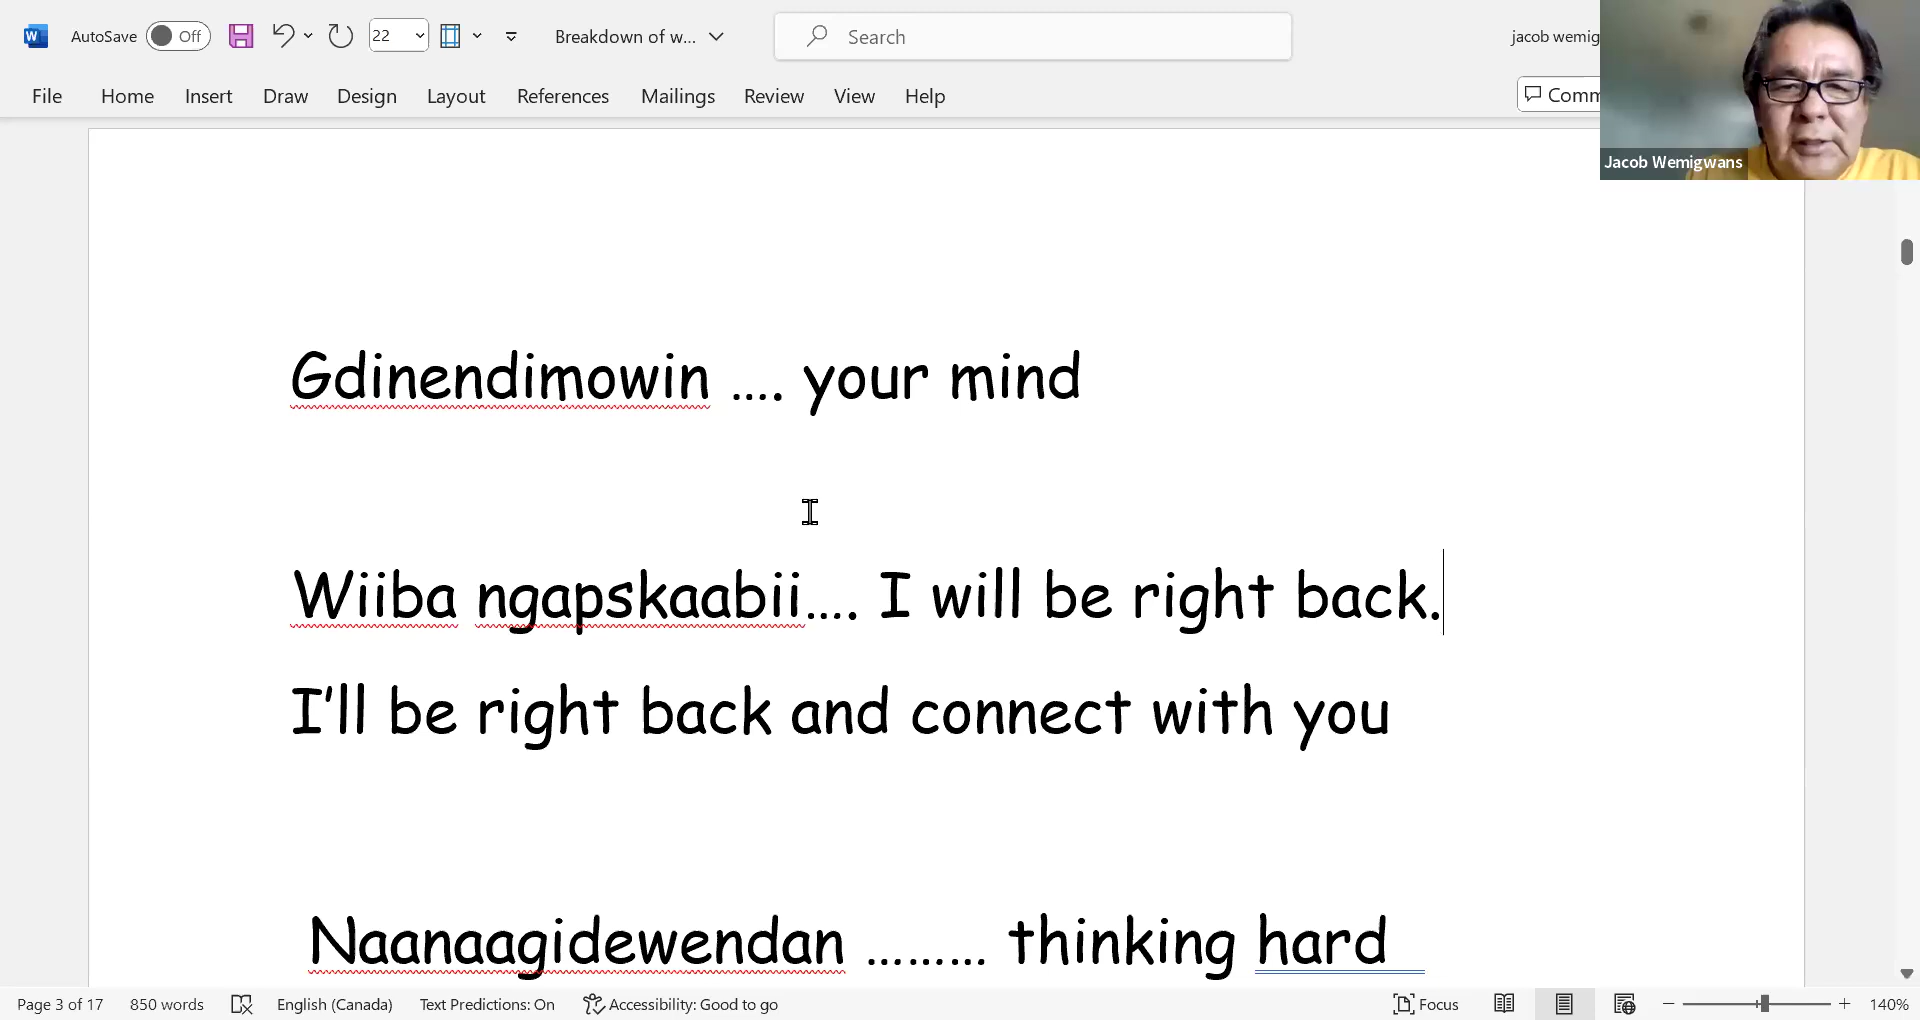 AutoSave Off 22 Breakdown of w... Search jacob wemig
File Home Insert Draw Design Layout References Mailings Review View Help Comm
Jacob Wemigwans
Gdinendimowin .... your mind
Wiiba ngapskaabii.... I will be right back.
I'll be right back and connect with you
Naanaagidewendan ......... thinking hard
Page 3 of 17 850 words English (Canada) Text Predictions: On Accessibility: Good to go Focus 140%